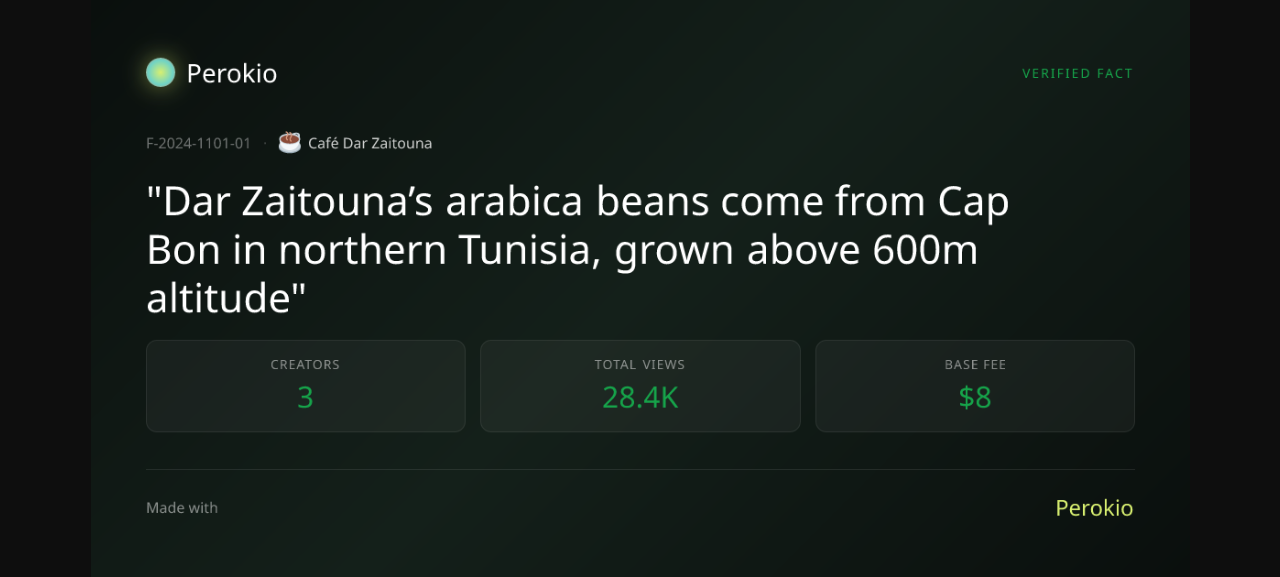 Perokio
VERIFIED FACT
F-2024-1101-01 · Café Dar Zaitouna
"Dar Zaitouna’s arabica beans come from Cap
Bon in northern Tunisia, grown above 600m
altitude"
CREATORS
3
TOTAL VIEWS
28.4K
BASE FEE
$8
Made with
Perokio